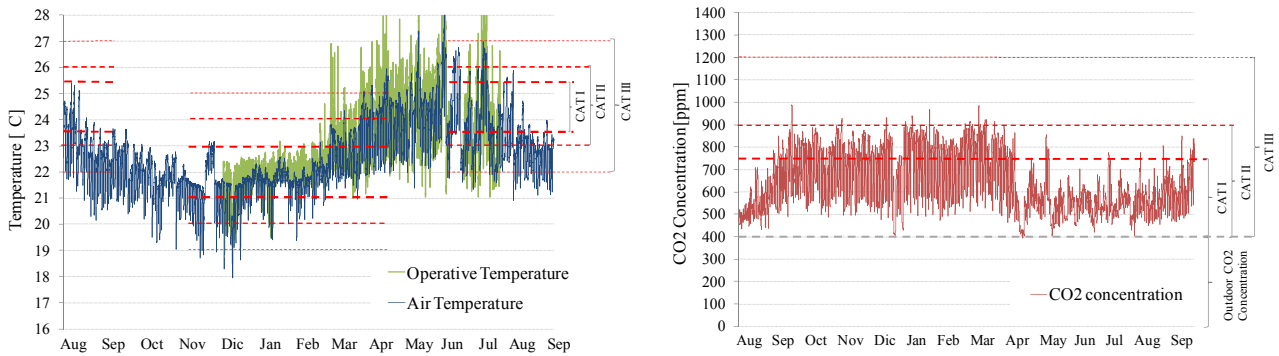 28
27
26
25
24
23
22
21
20
19
18
17
16
Temperature [ C]
Aug Sep Oct Nov Dic Jan Feb Mar Apr May Jun Jul Aug Sep
Operative Temperature
Air Temperature
CAT I
CAT II
CAT III
1400
1300
1200
1100
1000
900
800
700
600
500
400
300
200
100
0
CO2 Concentration[ppm]
Aug Sep Oct Nov Dic Jan Feb Mar Apr May Jun Jul Aug Sep
CO2 concentration
CAT I
CAT II
CAT III
Outdoor CO2
Concentration